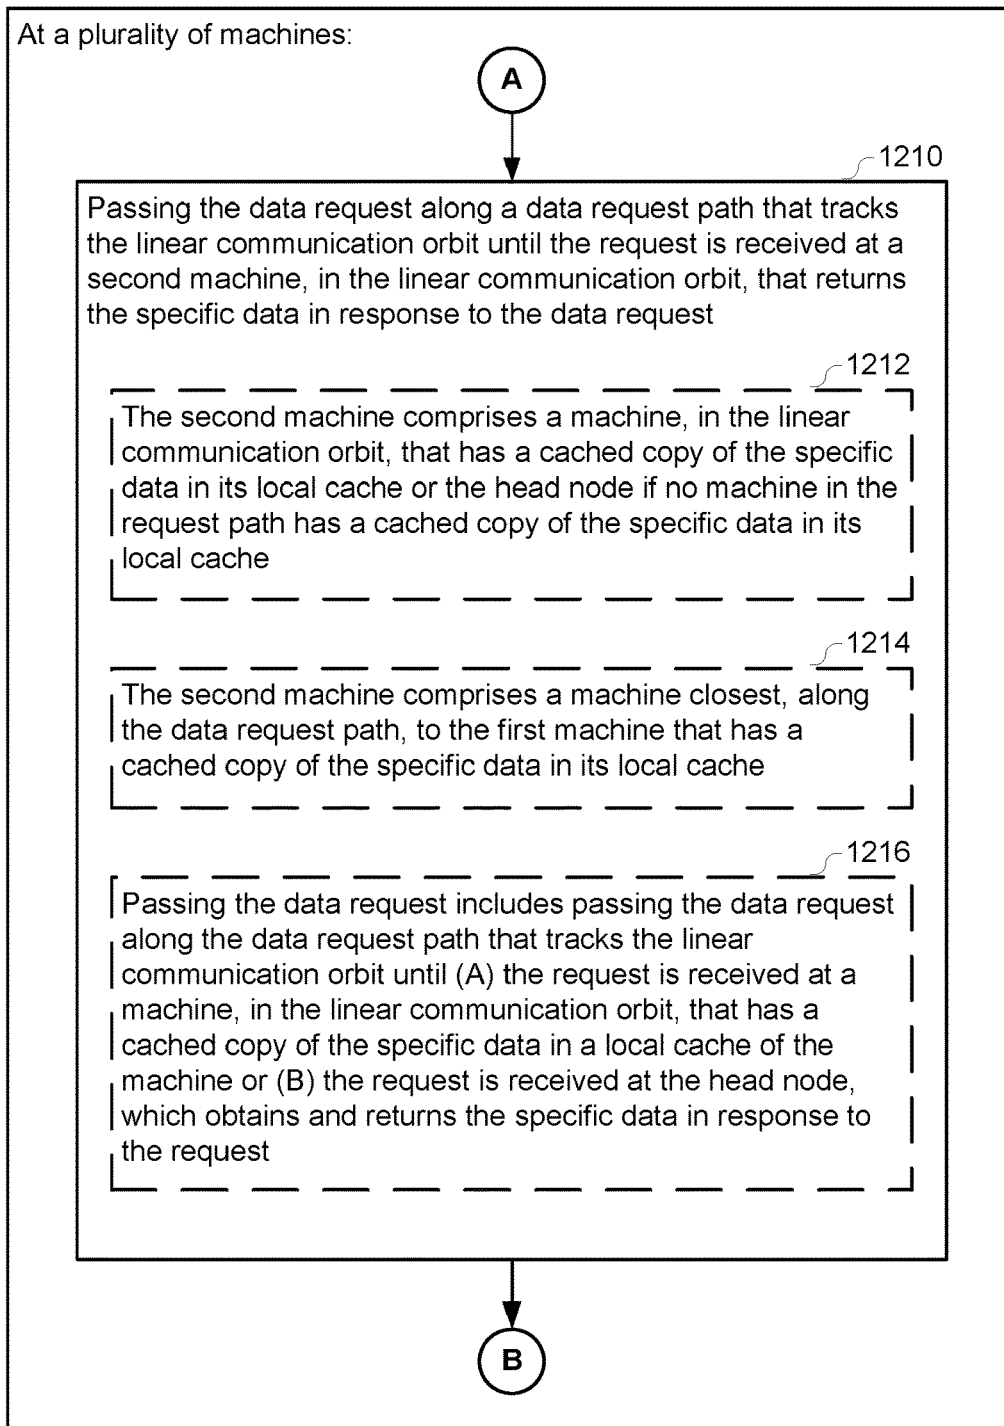 At a plurality of machines:
A
1210
Passing the data request along a data request path that tracks
the linear communication orbit until the request is received at a
second machine, in the linear communication orbit, that returns
the specific data in response to the data request
1212
The second machine comprises a machine, in the linear
communication orbit, that has a cached copy of the specific
data in its local cache or the head node if no machine in the
request path has a cached copy of the specific data in its
local cache
1214
The second machine comprises a machine closest, along
the data request path, to the first machine that has a
cached copy of the specific data in its local cache
1216
Passing the data request includes passing the data request
along the data request path that tracks the linear
communication orbit until (A) the request is received at a
machine, in the linear communication orbit, that has a
cached copy of the specific data in a local cache of the
machine or (B) the request is received at the head node,
which obtains and returns the specific data in response to
the request
B